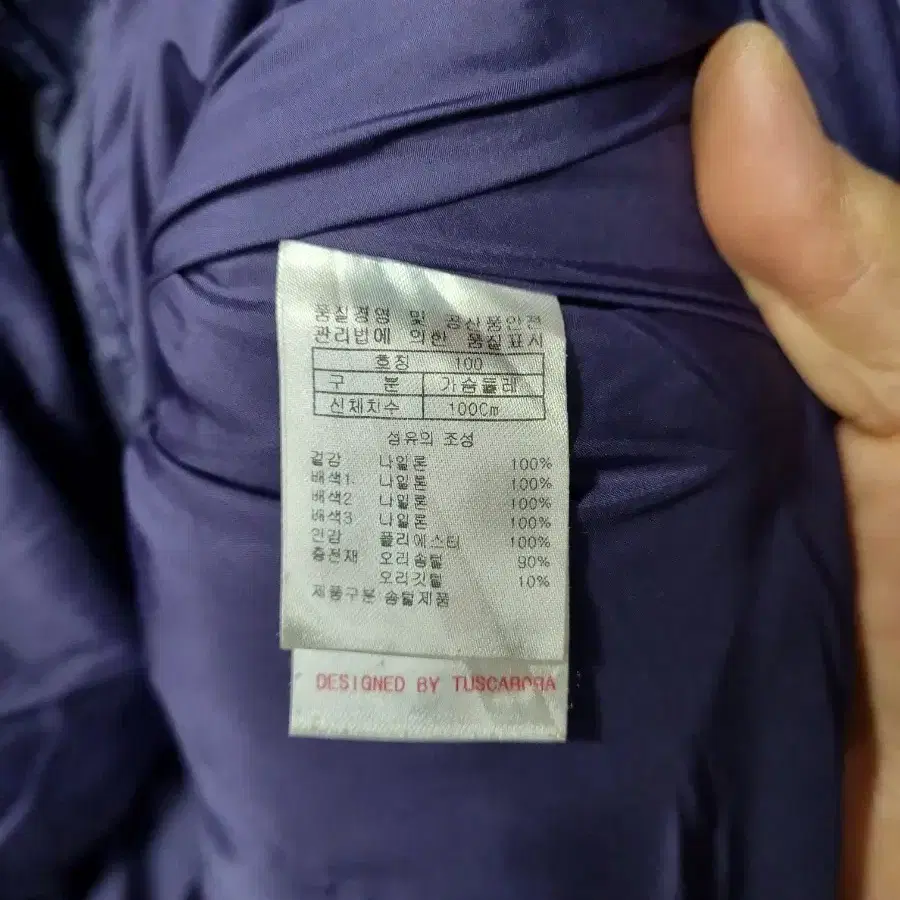 품질경영 및 공산품안전
관리법에 의한 품질표시
호칭 100
구 분 가슴둘레
신체치수 100Cm
섬유의 조성
겉감 나일론 100%
배색1 나일론 100%
배색2 나일론 100%
배색3 나일론 100%
안감 폴리에스터 100%
충전재 오리솜털 90%
오리깃털 10%
제품구분 솜털제품
DESIGNED BY TUSCARORA